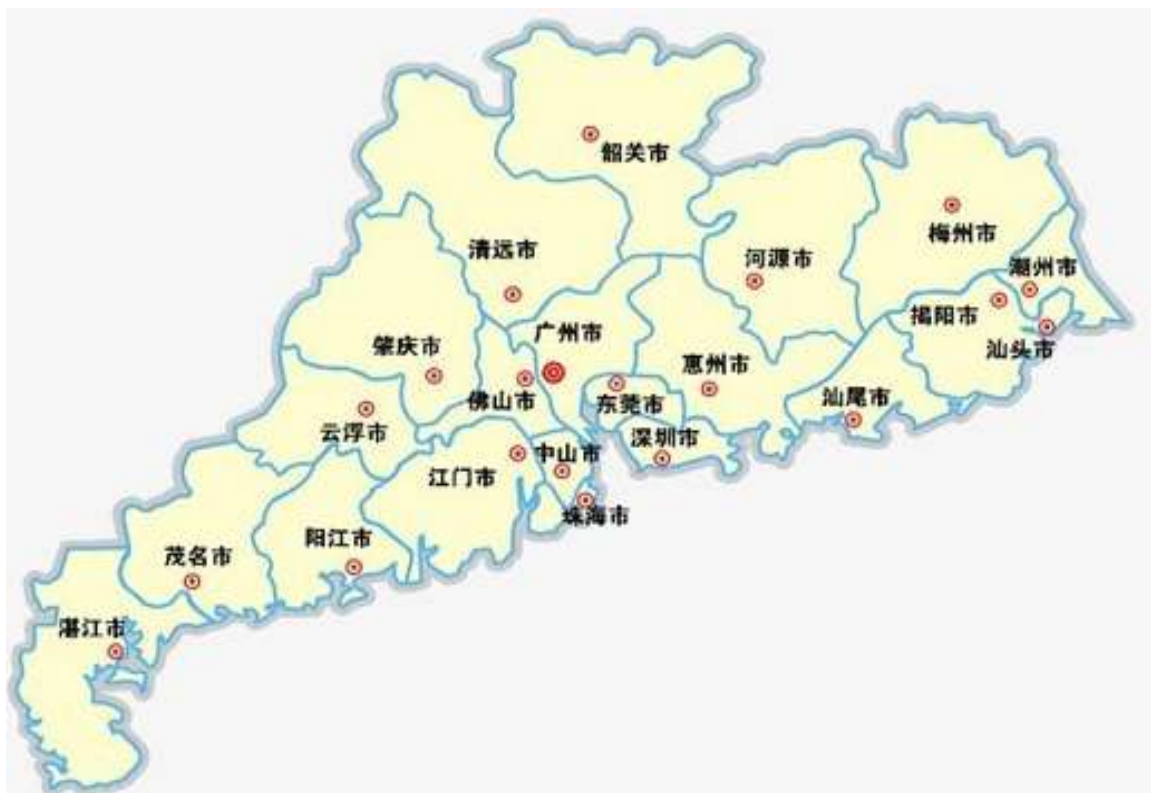 韶关市
梅州市
清远市
河源市
潮州市
揭阳市
广州市
汕头市
肇庆市
惠州市
佛山市
东莞市
汕尾市
云浮市
深圳市
中山市
江门市
珠海市
阳江市
茂名市
湛江市